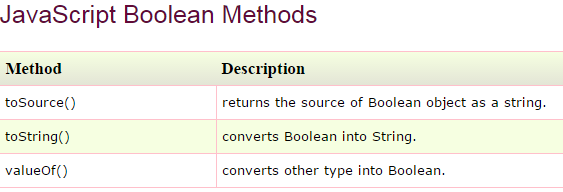 JavaScript Boolean Methods
Method Description
toSource() returns the source of Boolean object as a string.
toString() converts Boolean into String.
valueOf() converts other type into Boolean.